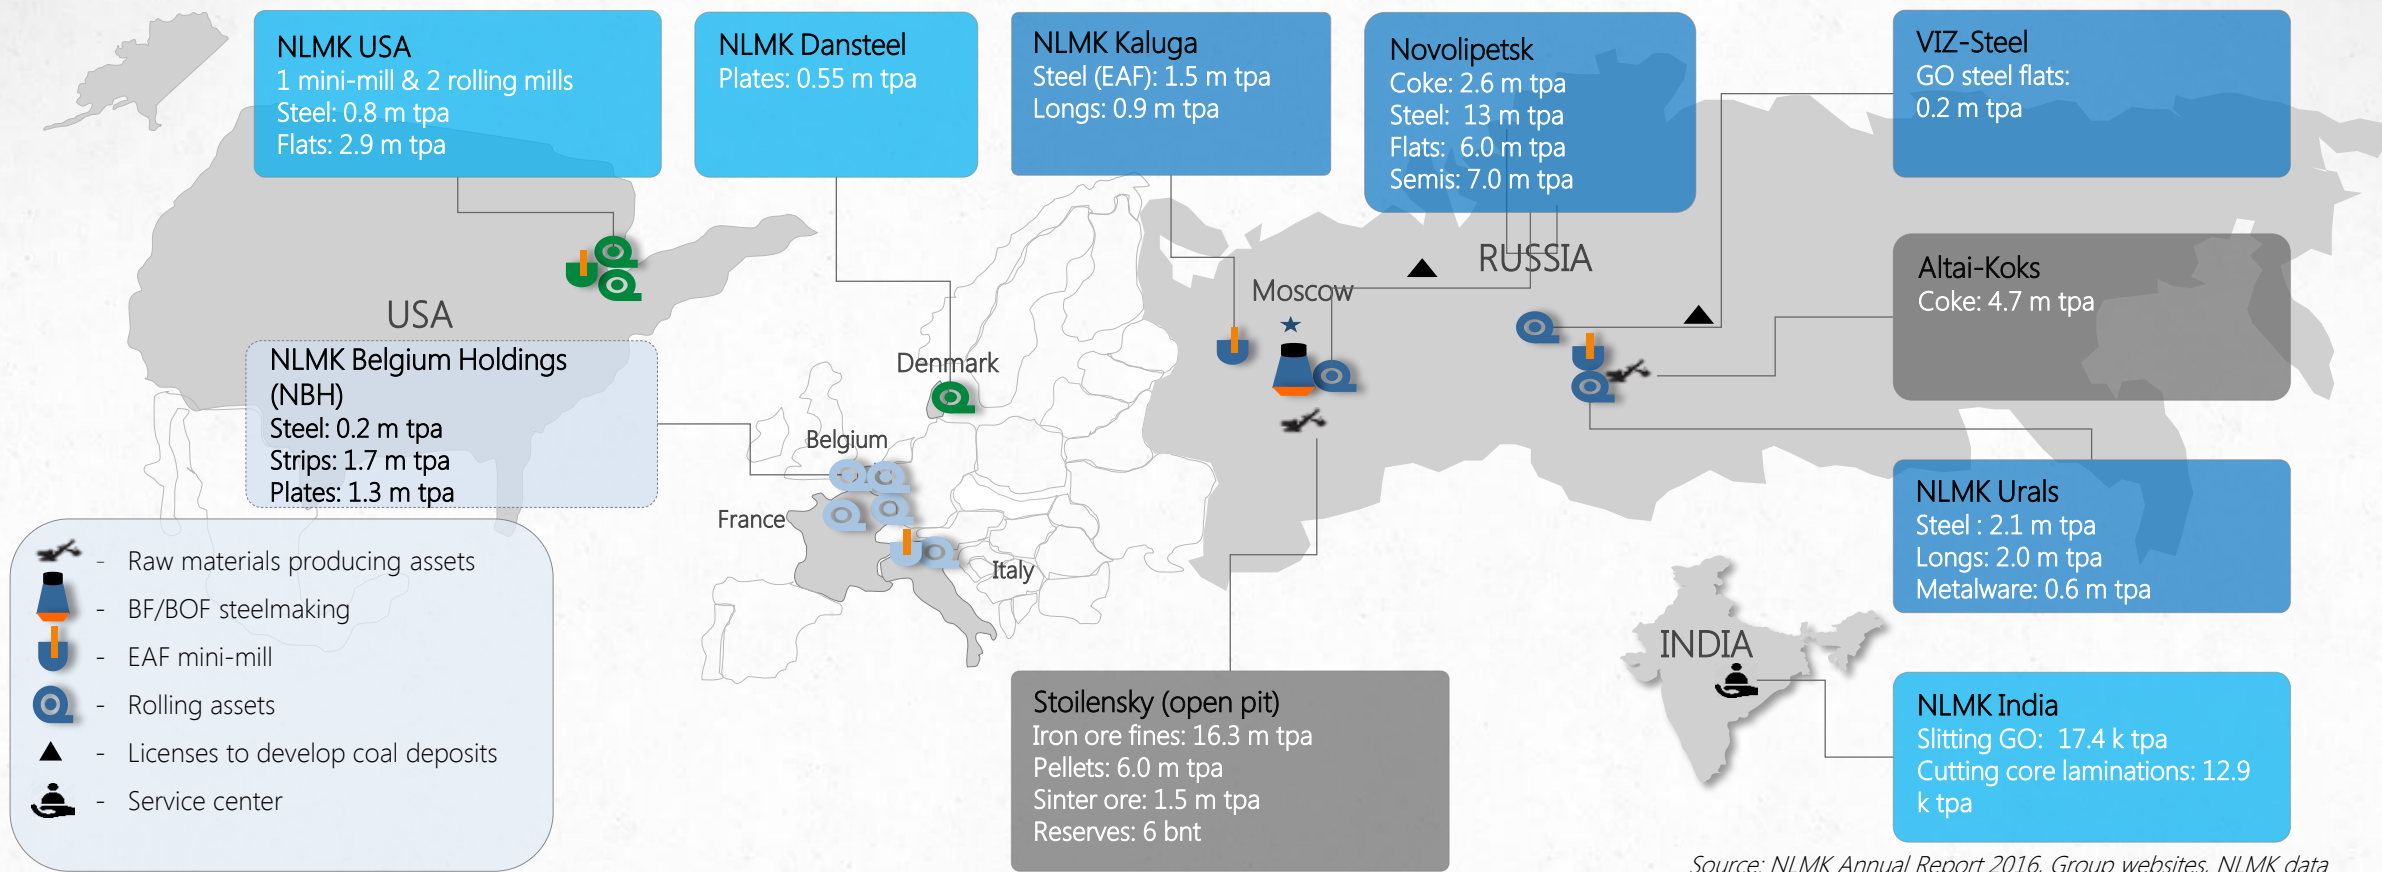 NLMK USA
1 mini-mill & 2 rolling mills
Steel: 0.8 m tpa
Flats: 2.9 m tpa
NLMK Dansteel
Plates: 0.55 m tpa
NLMK Kaluga
Steel (EAF): 1.5 m tpa
Longs: 0.9 m tpa
Novolipetsk
Coke: 2.6 m tpa
Steel: 13 m tpa
Flats: 6.0 m tpa
Semis: 7.0 m tpa
VIZ-Steel
GO steel flats:
0.2 m tpa
Altai-Koks
Coke: 4.7 m tpa
RUSSIA
Moscow
USA
NLMK Belgium Holdings
(NBH)
Steel: 0.2 m tpa
Strips: 1.7 m tpa
Plates: 1.3 m tpa
Denmark
Belgium
France
Italy
NLMK Urals
Steel : 2.1 m tpa
Longs: 2.0 m tpa
Metalware: 0.6 m tpa
- Raw materials producing assets
- BF/BOF steelmaking
- EAF mini-mill
- Rolling assets
- Licenses to develop coal deposits
- Service center
Stoilensky (open pit)
Iron ore fines: 16.3 m tpa
Pellets: 6.0 m tpa
Sinter ore: 1.5 m tpa
Reserves: 6 bnt
INDIA
NLMK India
Slitting GO: 17.4 k tpa
Cutting core laminations: 12.9
k tpa
Source: NLMK Annual Report 2016, Group websites, NLMK data